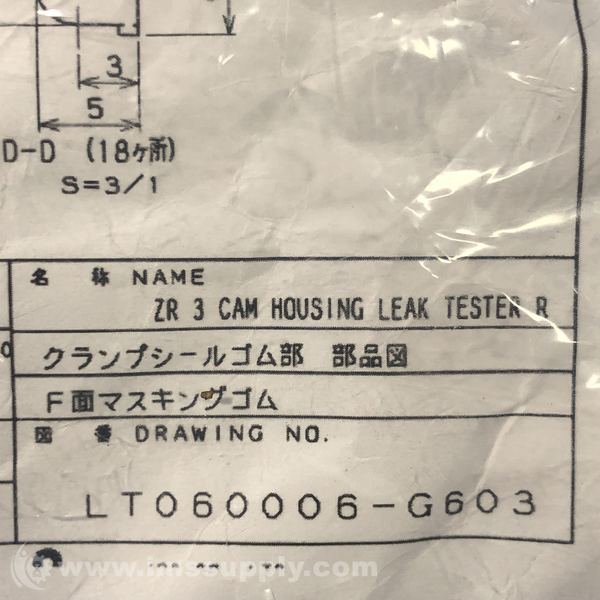 3
5
D-D (18ケ所)
S=3/1
名 称 NAME
ZR 3 CAM HOUSING LEAK TESTER R
クランプシールゴム部 部品図
F面マスキングゴム
図 番 DRAWING NO.
LT060006-G603
www.imssupply.com